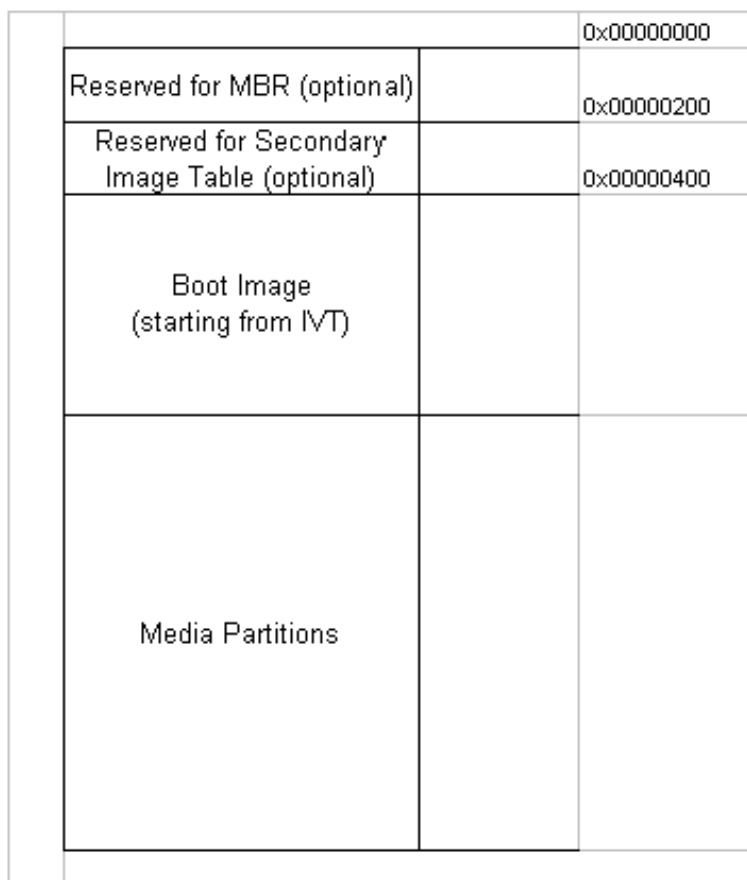 0x00000000
Reserved for MBR (optional)
0x00000200
Reserved for Secondary
Image Table (optional)
0x00000400
Boot Image
(starting from IVT)
Media Partitions